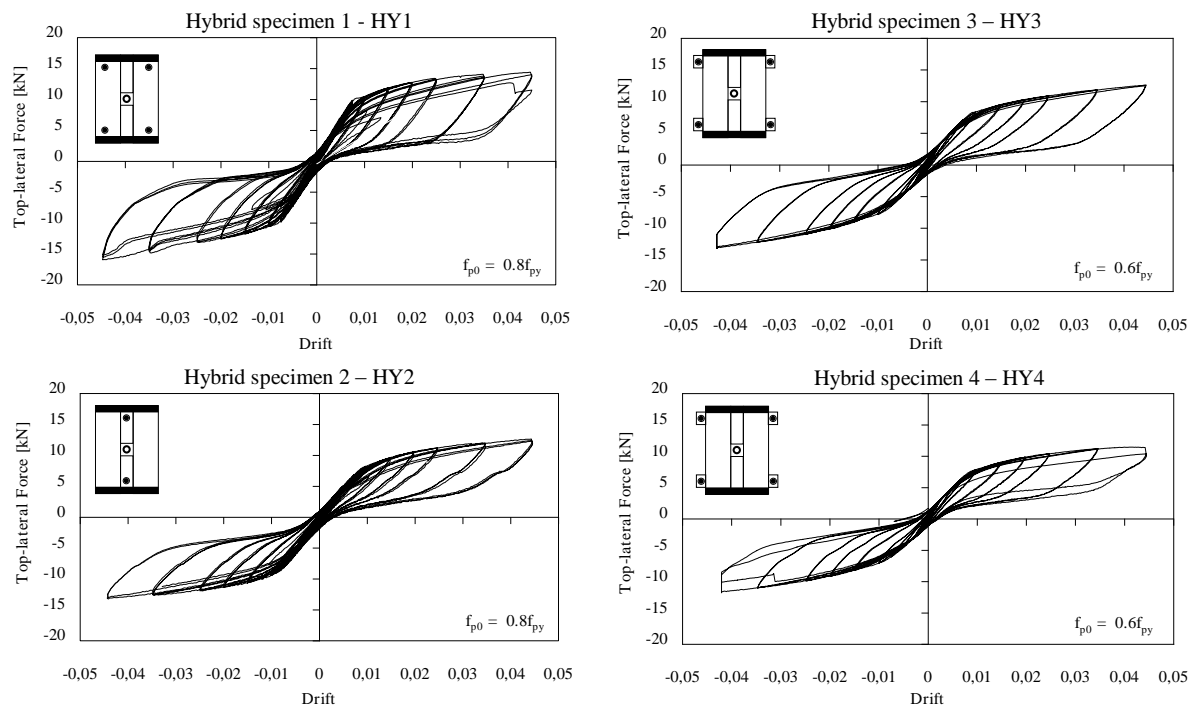 Hybrid specimen 1 - HY1
Top-lateral Force [kN]
20
15
10
5
0
-5
-10
-15
-20
f_p0 = 0.8f_py
-0,05 -0,04 -0,03 -0,02 -0,01 0 0,01 0,02 0,03 0,04 0,05
Drift
Hybrid specimen 3 – HY3
Top-lateral Force [kN]
20
15
10
5
0
-5
-10
-15
-20
f_p0 = 0.6f_py
-0,05 -0,04 -0,03 -0,02 -0,01 0 0,01 0,02 0,03 0,04 0,05
Drift
Hybrid specimen 2 – HY2
Top-lateral Force [kN]
20
15
10
5
0
-5
-10
-15
-20
f_p0 = 0.8f_py
-0,05 -0,04 -0,03 -0,02 -0,01 0 0,01 0,02 0,03 0,04 0,05
Drift
Hybrid specimen 4 – HY4
Top-lateral Force [kN]
20
15
10
5
0
-5
-10
-15
-20
f_p0 = 0.6f_py
-0,05 -0,04 -0,03 -0,02 -0,01 0 0,01 0,02 0,03 0,04 0,05
Drift